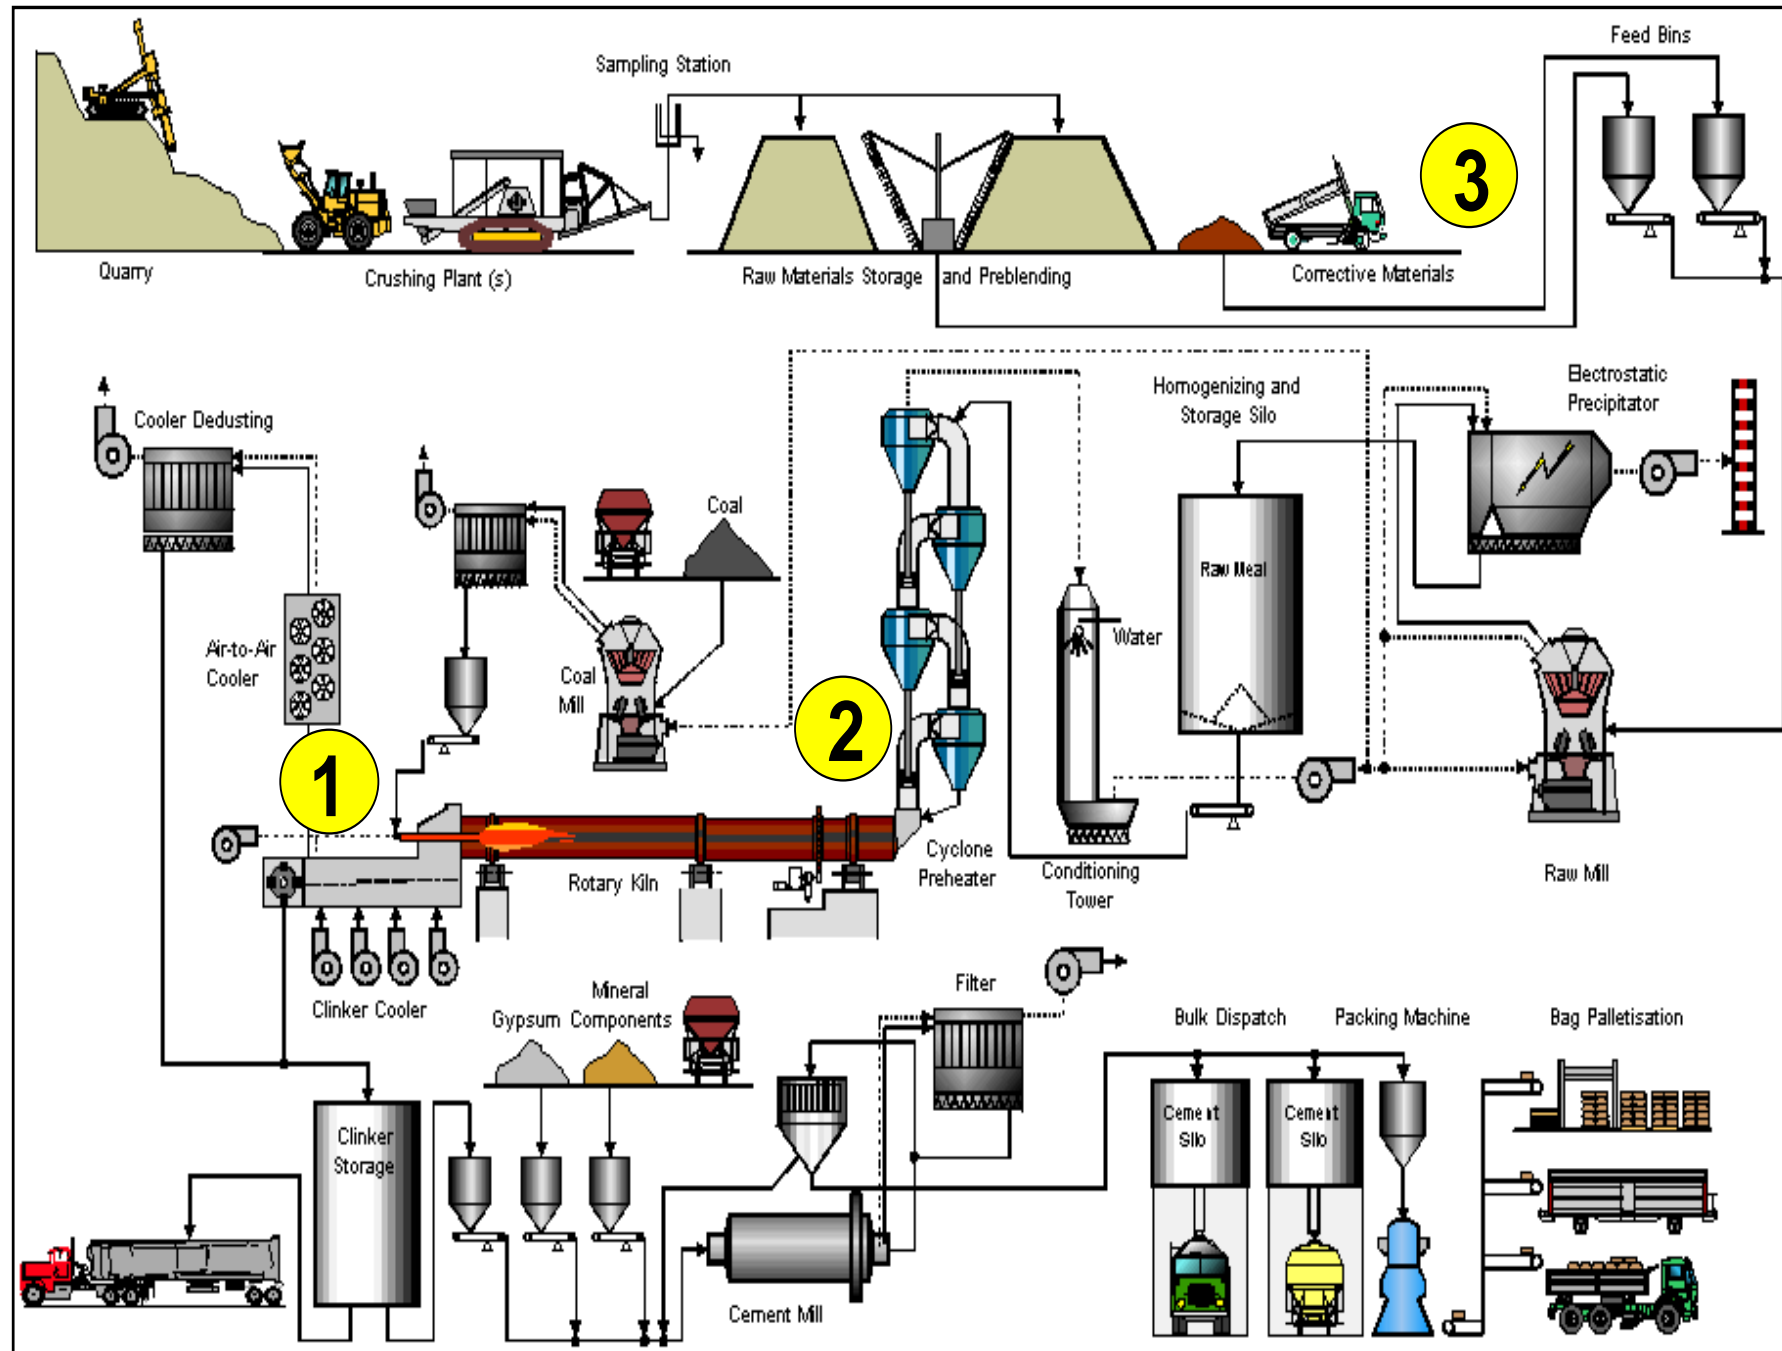 Feed Bins
Sampling Station
3
Quarry
Crushing Plant (s)
Raw Materials Storage and Preblending
Corrective Materials
Cooler Dedusting
Homogenizing and
Storage Silo
Electrostatic
Precipitator
Coal
Raw Meal
Water
Air-to-Air
Cooler
Coal
Mill
1
2
Rotary Kiln
Cyclone
Preheater
Conditioning
Tower
Raw Mill
Clinker Cooler
Gypsum
Mineral
Components
Filter
Bulk Dispatch
Packing Machine
Bag Palletisation
Clinker
Storage
Cement
Silo
Cement
Silo
Cement Mill